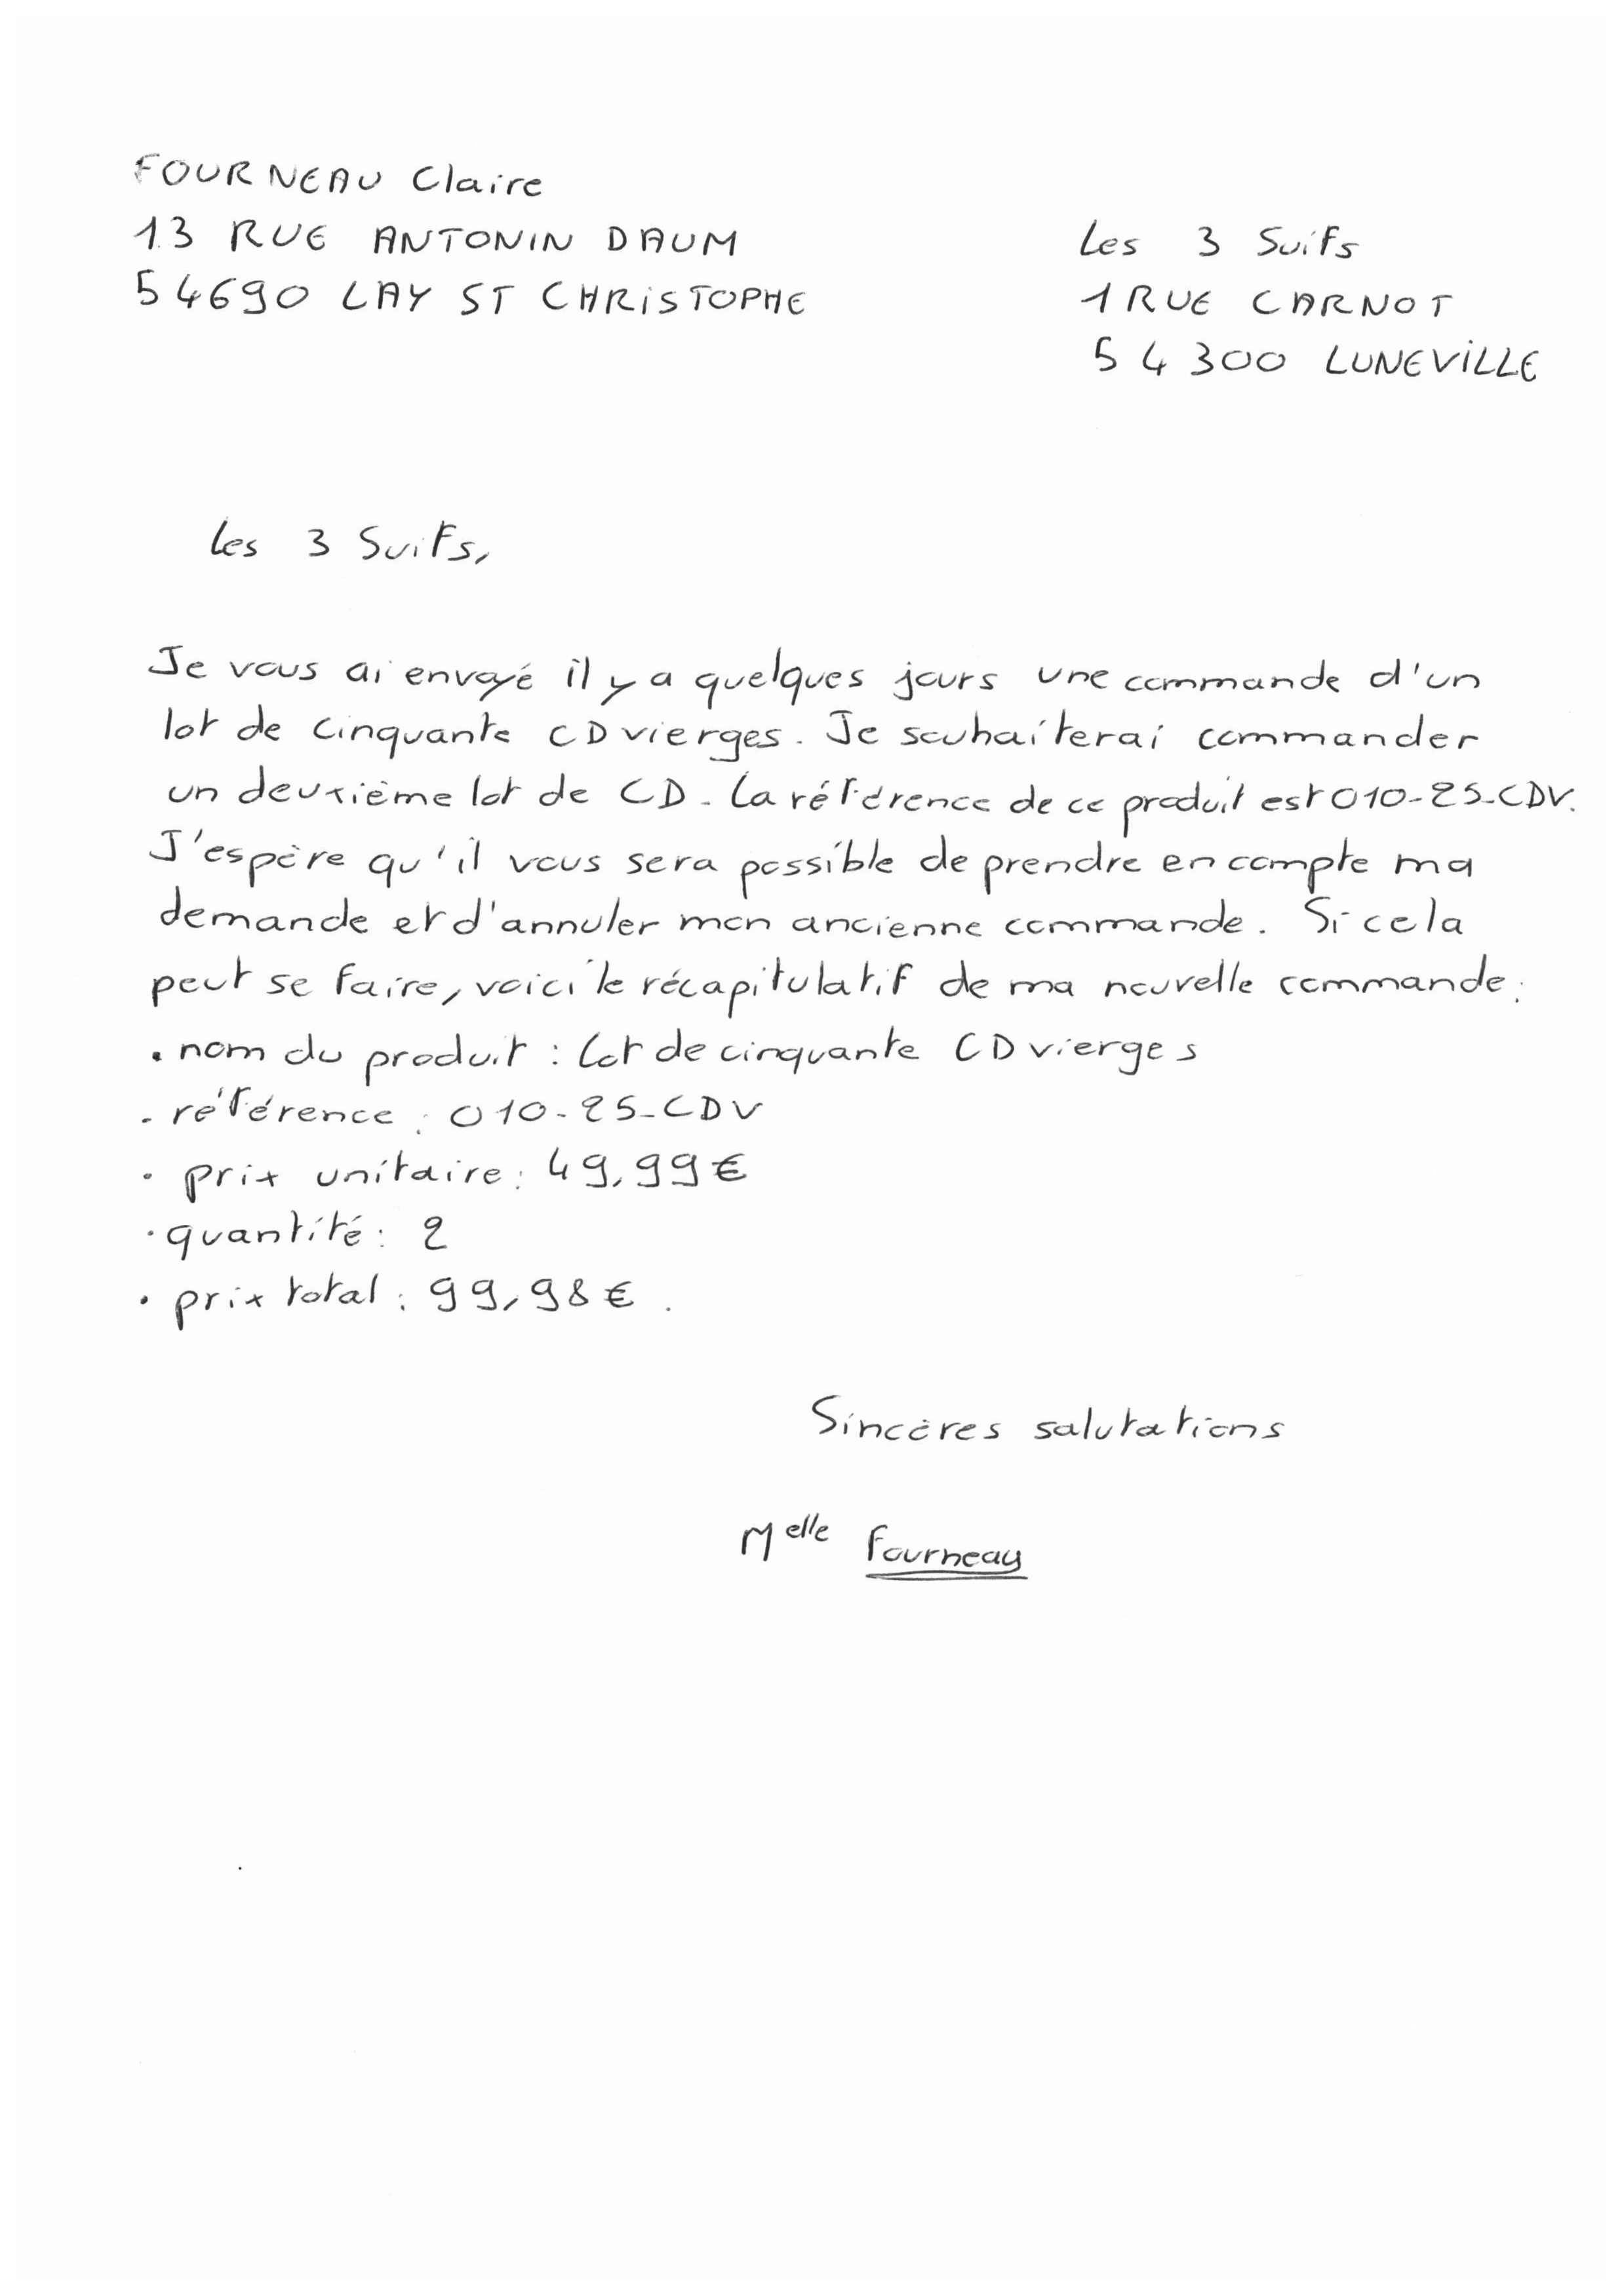 FOURNEAU Claire
13 RUE ANTONIN DAUM
54690 LAY ST CHRISTOPHE
Les 3 Suifs
1 RUE CARNOT
54300 LUNEVILLE
Les 3 Suifs,
Je vous ai envoyé il y a quelques jours une commande d'un
lot de cinquante CD vierges. Je souhaiterai commander
un deuxième lot de CD. La référence de ce produit est 010-25-CDV.
J'espère qu'il vous sera possible de prendre en compte ma
demande et d'annuler mon ancienne commande. Si cela
peut se faire, voici le récapitulatif de ma nouvelle commande:
• nom du produit : Lot de cinquante CD vierges
- référence : 010-25-CDV
• prix unitaire : 49,99€
• quantité : 2
• prix total : 99,98€.
Sincères salutations
Melle Fourneau